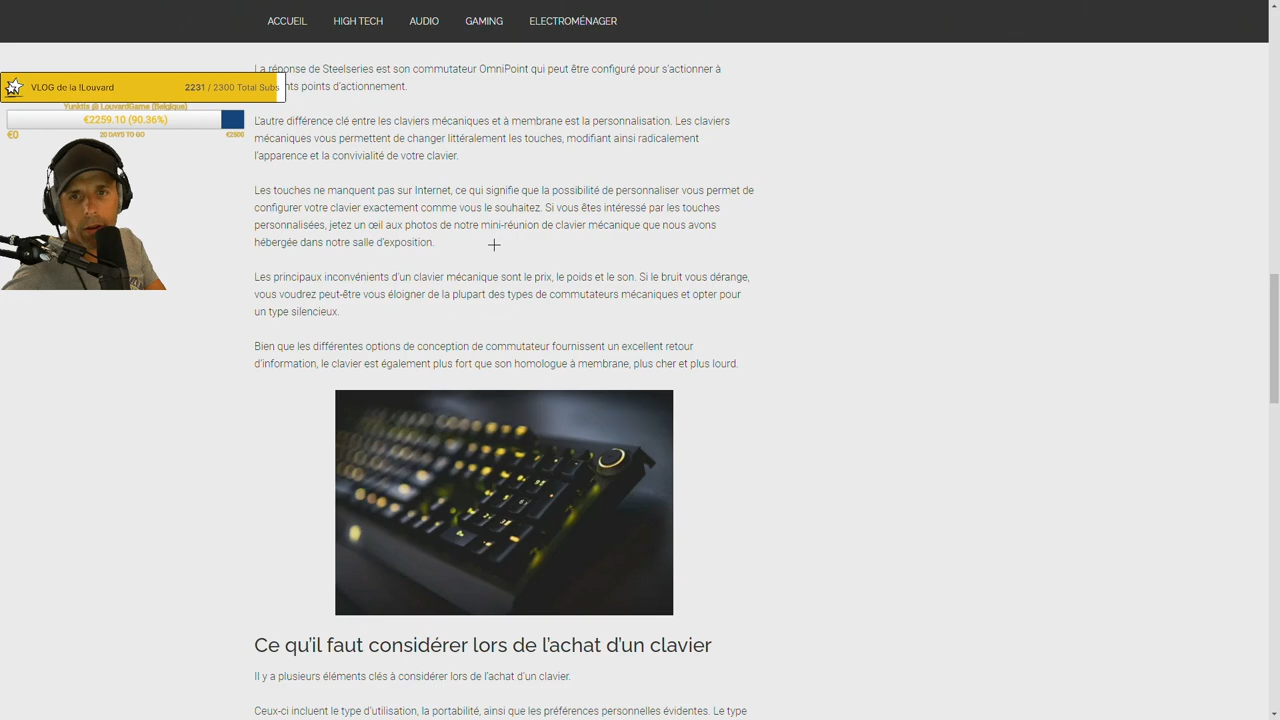 ACCUEIL HIGH TECH AUDIO GAMING ELECTROMÉNAGER
La réponse de Steelseries est son commutateur OmniPoint qui peut être configuré pour s'actionner à
VLOG de la !Louvard 2231 / 2300 Total Subs
nts points d'actionnement.
Yunktis @ LouvardGame (Belgique)
€2259.10 (90.36%)
€0 20 DAYS TO GO €2500
L'autre différence clé entre les claviers mécaniques et à membrane est la personnalisation. Les claviers
mécaniques vous permettent de changer littéralement les touches, modifiant ainsi radicalement
l'apparence et la convivialité de votre clavier.
Les touches ne manquent pas sur Internet, ce qui signifie que la possibilité de personnaliser vous permet de
configurer votre clavier exactement comme vous le souhaitez. Si vous êtes intéressé par les touches
personnalisées, jetez un œil aux photos de notre mini-réunion de clavier mécanique que nous avons
hébergée dans notre salle d'exposition.
Les principaux inconvénients d'un clavier mécanique sont le prix, le poids et le son. Si le bruit vous dérange,
vous voudrez peut-être vous éloigner de la plupart des types de commutateurs mécaniques et opter pour
un type silencieux.
Bien que les différentes options de conception de commutateur fournissent un excellent retour
d'information, le clavier est également plus fort que son homologue à membrane, plus cher et plus lourd.
Ce qu'il faut considérer lors de l'achat d'un clavier
Il y a plusieurs éléments clés à considérer lors de l'achat d'un clavier.
Ceux-ci incluent le type d'utilisation, la portabilité, ainsi que les préférences personnelles évidentes. Le type